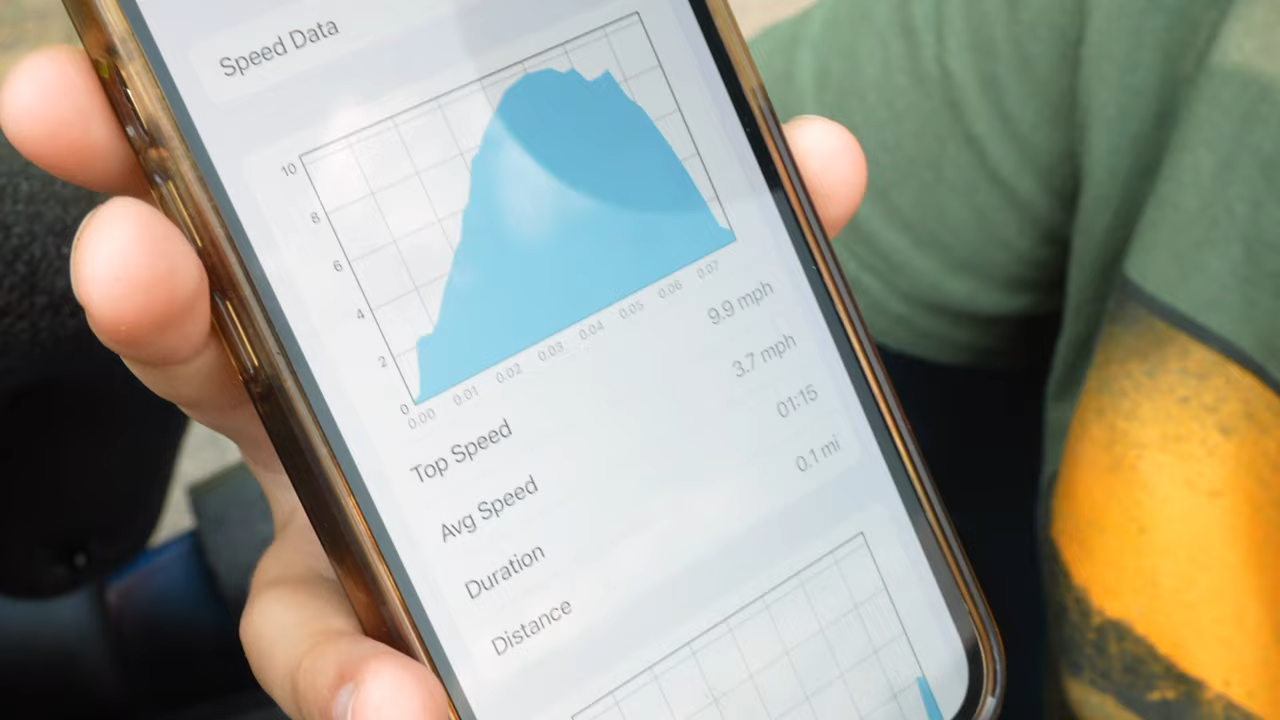 Speed Data
10
8
6
4
2
0
0.00 0.01 0.02 0.03 0.04 0.05 0.06 0.07
Top Speed 9.9 mph
Avg Speed 3.7 mph
Duration 01:15
Distance 0.1 mi